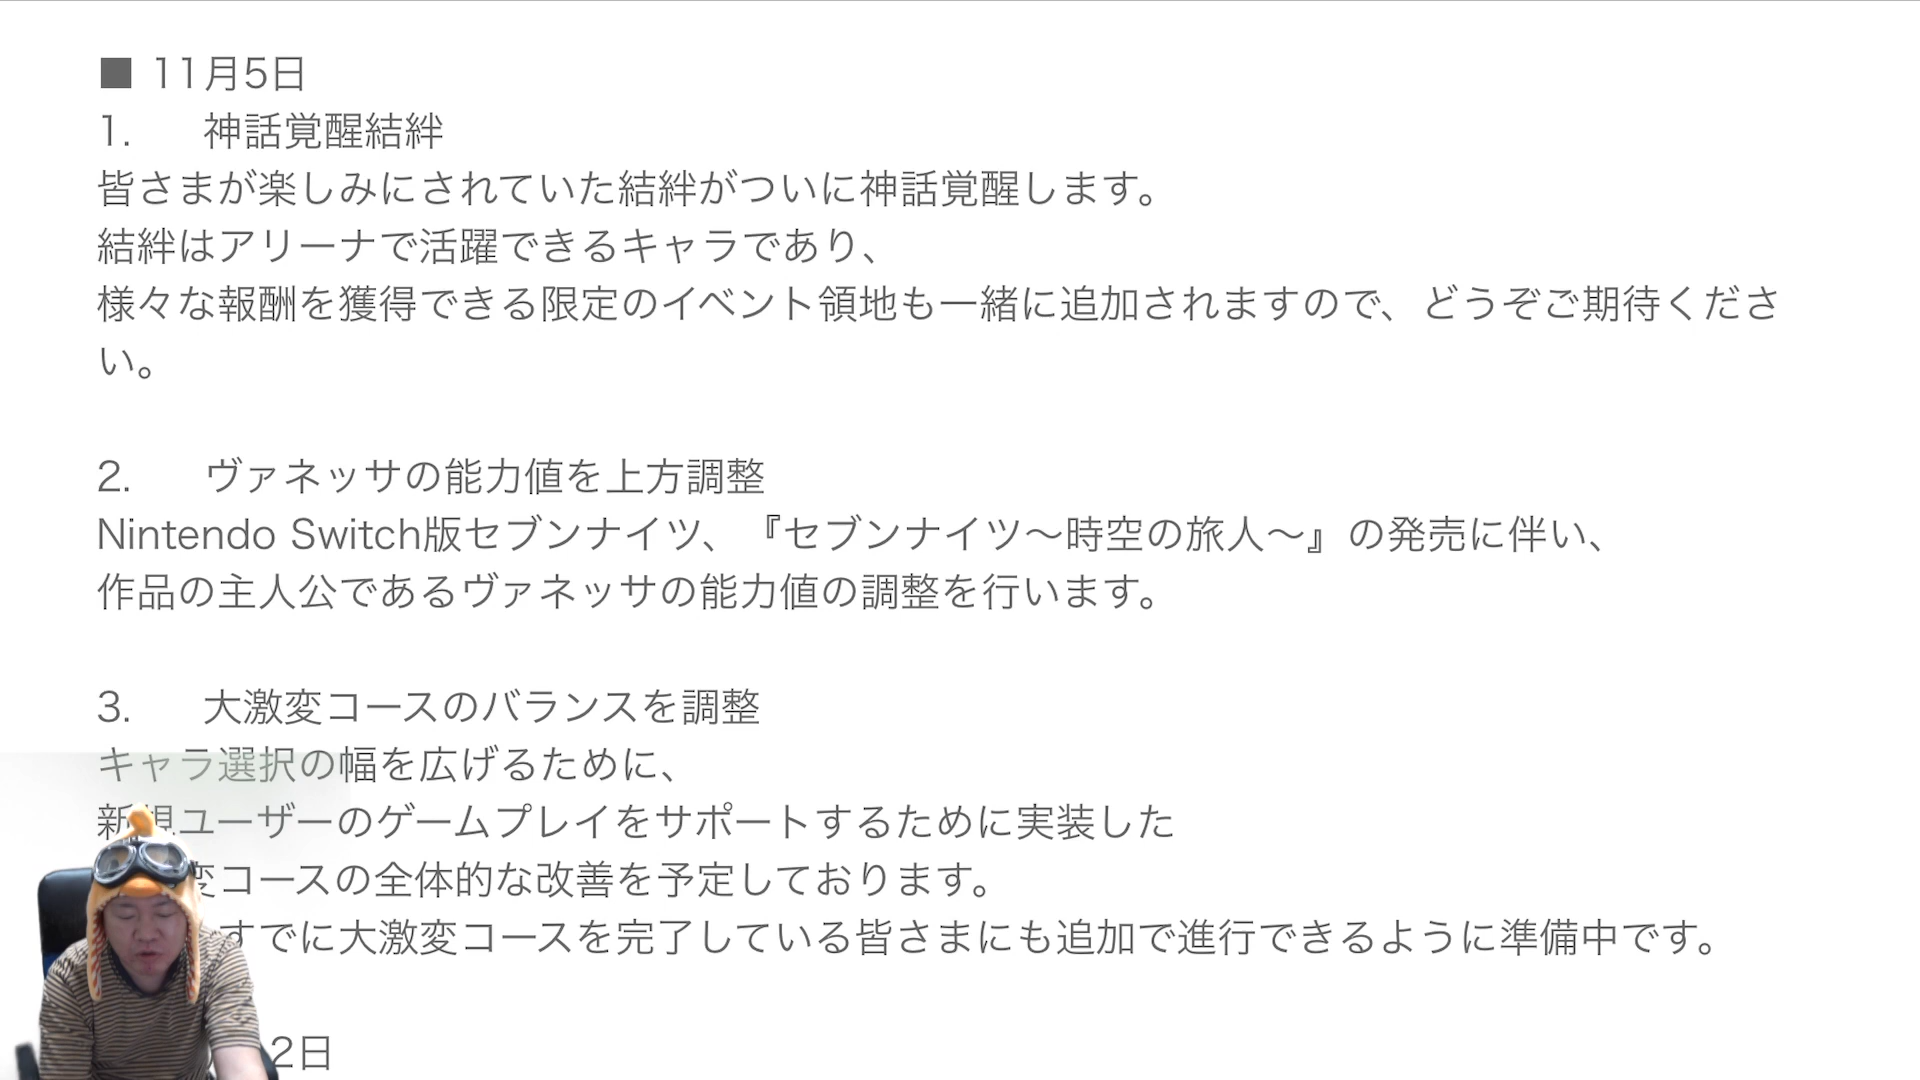 ■ 11月5日
1. 神話覚醒結絆
皆さまが楽しみにされていた結絆がついに神話覚醒します。
結絆はアリーナで活躍できるキャラであり、
様々な報酬を獲得できる限定のイベント領地も一緒に追加されますので、どうぞご期待くださ
い。
2. ヴァネッサの能力値を上方調整
Nintendo Switch版セブンナイツ、『セブンナイツ〜時空の旅人〜』の発売に伴い、
作品の主人公であるヴァネッサの能力値の調整を行います。
3. 大激変コースのバランスを調整
キャラ選択の幅を広げるために、
新規ユーザーのゲームプレイをサポートするために実装した
変コースの全体的な改善を予定しております。
すでに大激変コースを完了している皆さまにも追加で進行できるように準備中です。
2日